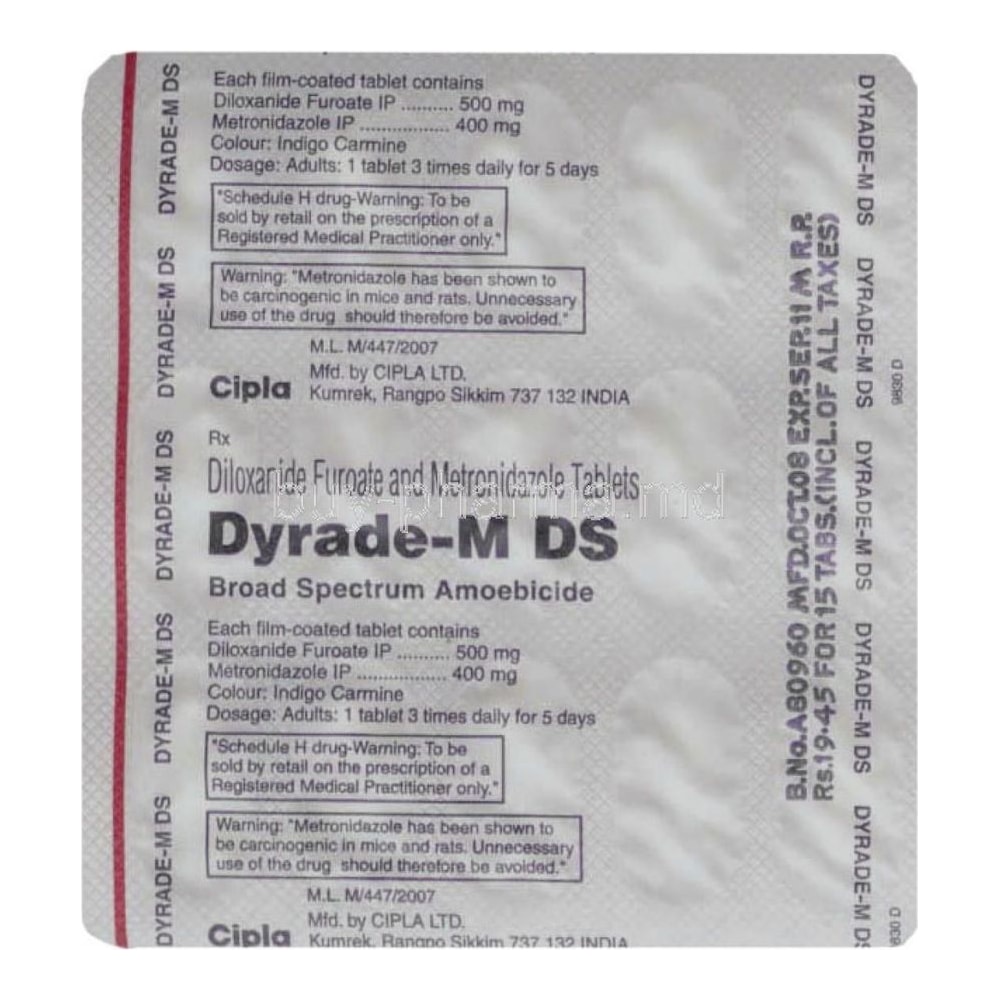 Each film-coated tablet contains
Diloxanide Furoate IP .......... 500 mg
Metronidazole IP ................. 400 mg
Colour: Indigo Carmine
Dosage: Adults: 1 tablet 3 times daily for 5 days
"Schedule H drug-Warning: To be
sold by retail on the prescription of a
Registered Medical Practitioner only."
Warning: "Metronidazole has been shown to
be carcinogenic in mice and rats. Unnecessary
use of the drug should therefore be avoided."
M.L. M/447/2007
Mfd. by CIPLA LTD.
Cipla Kumrek, Rangpo Sikkim 737 132 INDIA
Rx
Diloxanide Furoate and Metronidazole Tablets
buy-pharma.md
Dyrade-M DS
Broad Spectrum Amoebicide
Each film-coated tablet contains
Diloxanide Furoate IP .......... 500 mg
Metronidazole IP ................. 400 mg
Colour: Indigo Carmine
Dosage: Adults: 1 tablet 3 times daily for 5 days
"Schedule H drug-Warning: To be
sold by retail on the prescription of a
Registered Medical Practitioner only."
Warning: "Metronidazole has been shown to
be carcinogenic in mice and rats. Unnecessary
use of the drug should therefore be avoided."
M.L. M/447/2007
Mfd. by CIPLA LTD.
Cipla Kumrek, Rangpo Sikkim 737 132 INDIA
DYRADE-M DS DYRADE-M DS DYRADE-M DS DYRADE-M DS DYRADE-M DS
B.No.A80960 MFD.OCT.08 EXP.SEP.11 M.R.P.
Rs.19.45 FOR 15 TABS.(INCL.OF ALL TAXES)
DYRADE-M DS DYRADE-M DS DYRADE-M DS DYRADE-M DS DYRADE-M DS